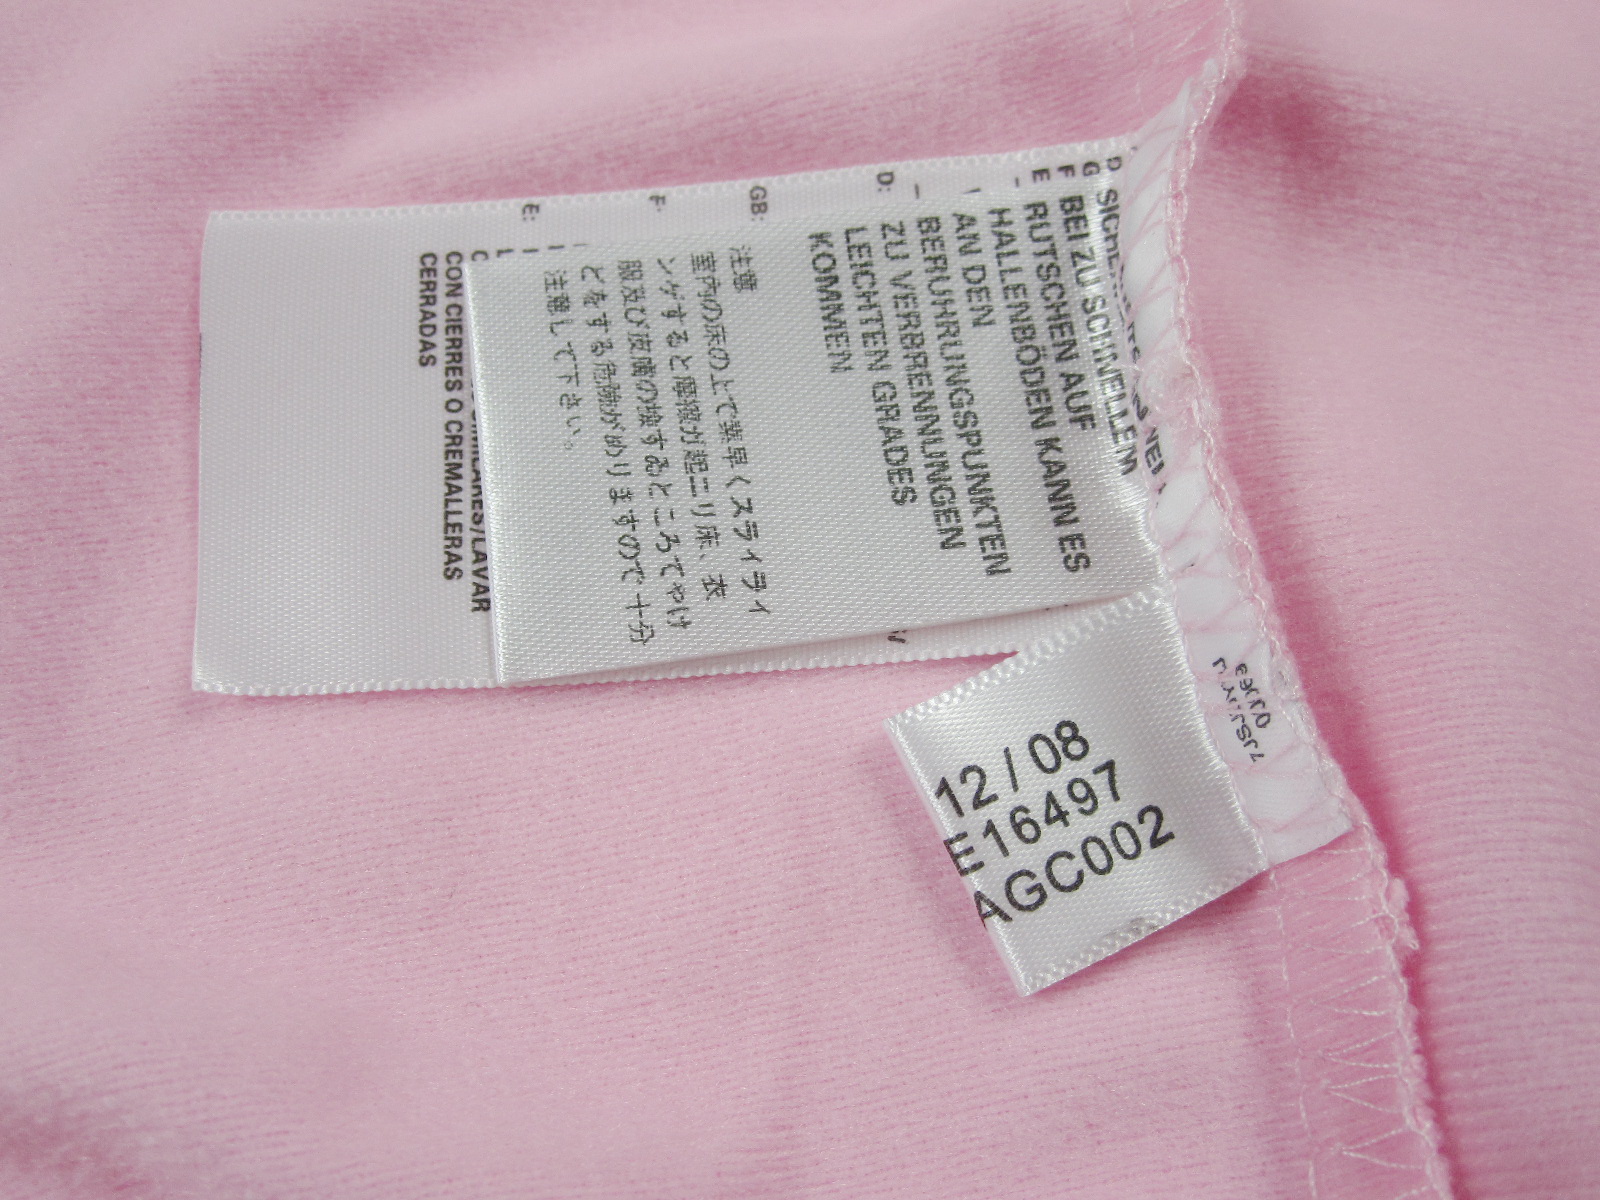 BEI ZU SCHNELLEM
RUTSCHEN AUF
HALLENBÖDEN KANN ES
AN DEN
BERÜHRUNGSPUNKTEN
ZU VERBRENNUNGEN
LEICHTEN GRADES
KOMMEN
注意
室内の床の上で素早くスライディ
ングすると摩擦が起こり床、衣
服及び皮膚の接するところでやけ
どをする危険がありますので十分
注意して下さい。
D:
GB:
F:
E:
/LAVAR
CON CIERRES O CREMALLERAS
CERRADAS
12/08
E16497
AGC002